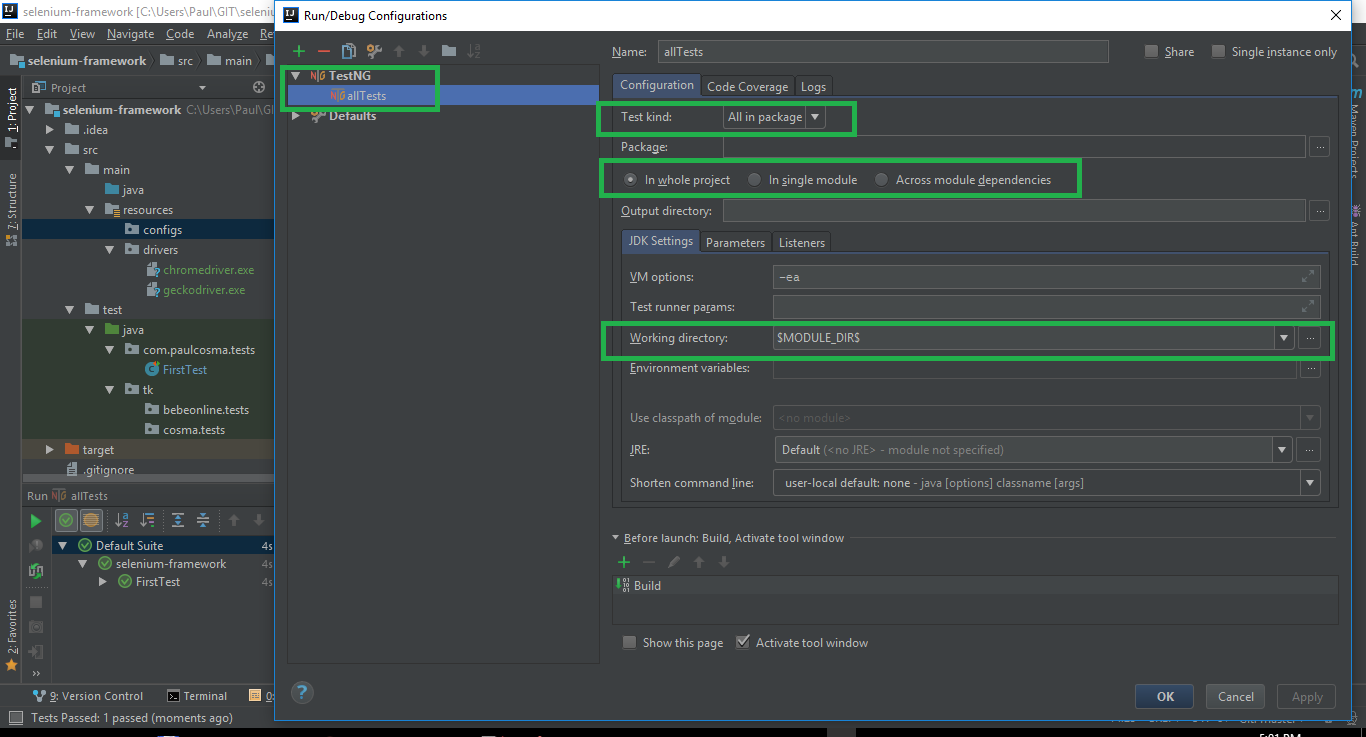 selenium-framework [C:\Users\Paul\GIT\seleni
File Edit View Navigate Code Analyze Re
selenium-framework src main
Project
selenium-framework C:\Users\Paul\G
.idea
src
main
java
resources
configs
drivers
chromedriver.exe
geckodriver.exe
test
java
com.paulcosma.tests
FirstTest
tk
bebeonline.tests
cosma.tests
target
.gitignore
1: Project
7: Structure
2: Favorites
Run allTests
Default Suite 4s
selenium-framework 4s
FirstTest 4s
9: Version Control Terminal 0:
Tests Passed: 1 passed (moments ago)
Run/Debug Configurations
TestNG
allTests
Defaults
Name: allTests Share Single instance only
Configuration Code Coverage Logs
Test kind: All in package
Package:
In whole project In single module Across module dependencies
Output directory:
JDK Settings Parameters Listeners
VM options: -ea
Test runner params:
Working directory: $MODULE_DIR$
Environment variables:
Use classpath of module: <no module>
JRE: Default (<no JRE> - module not specified)
Shorten command line: user-local default: none - java [options] classname [args]
Before launch: Build, Activate tool window
Build
Show this page Activate tool window
OK Cancel Apply
Maven Projects
Ant Build
5:01 PM